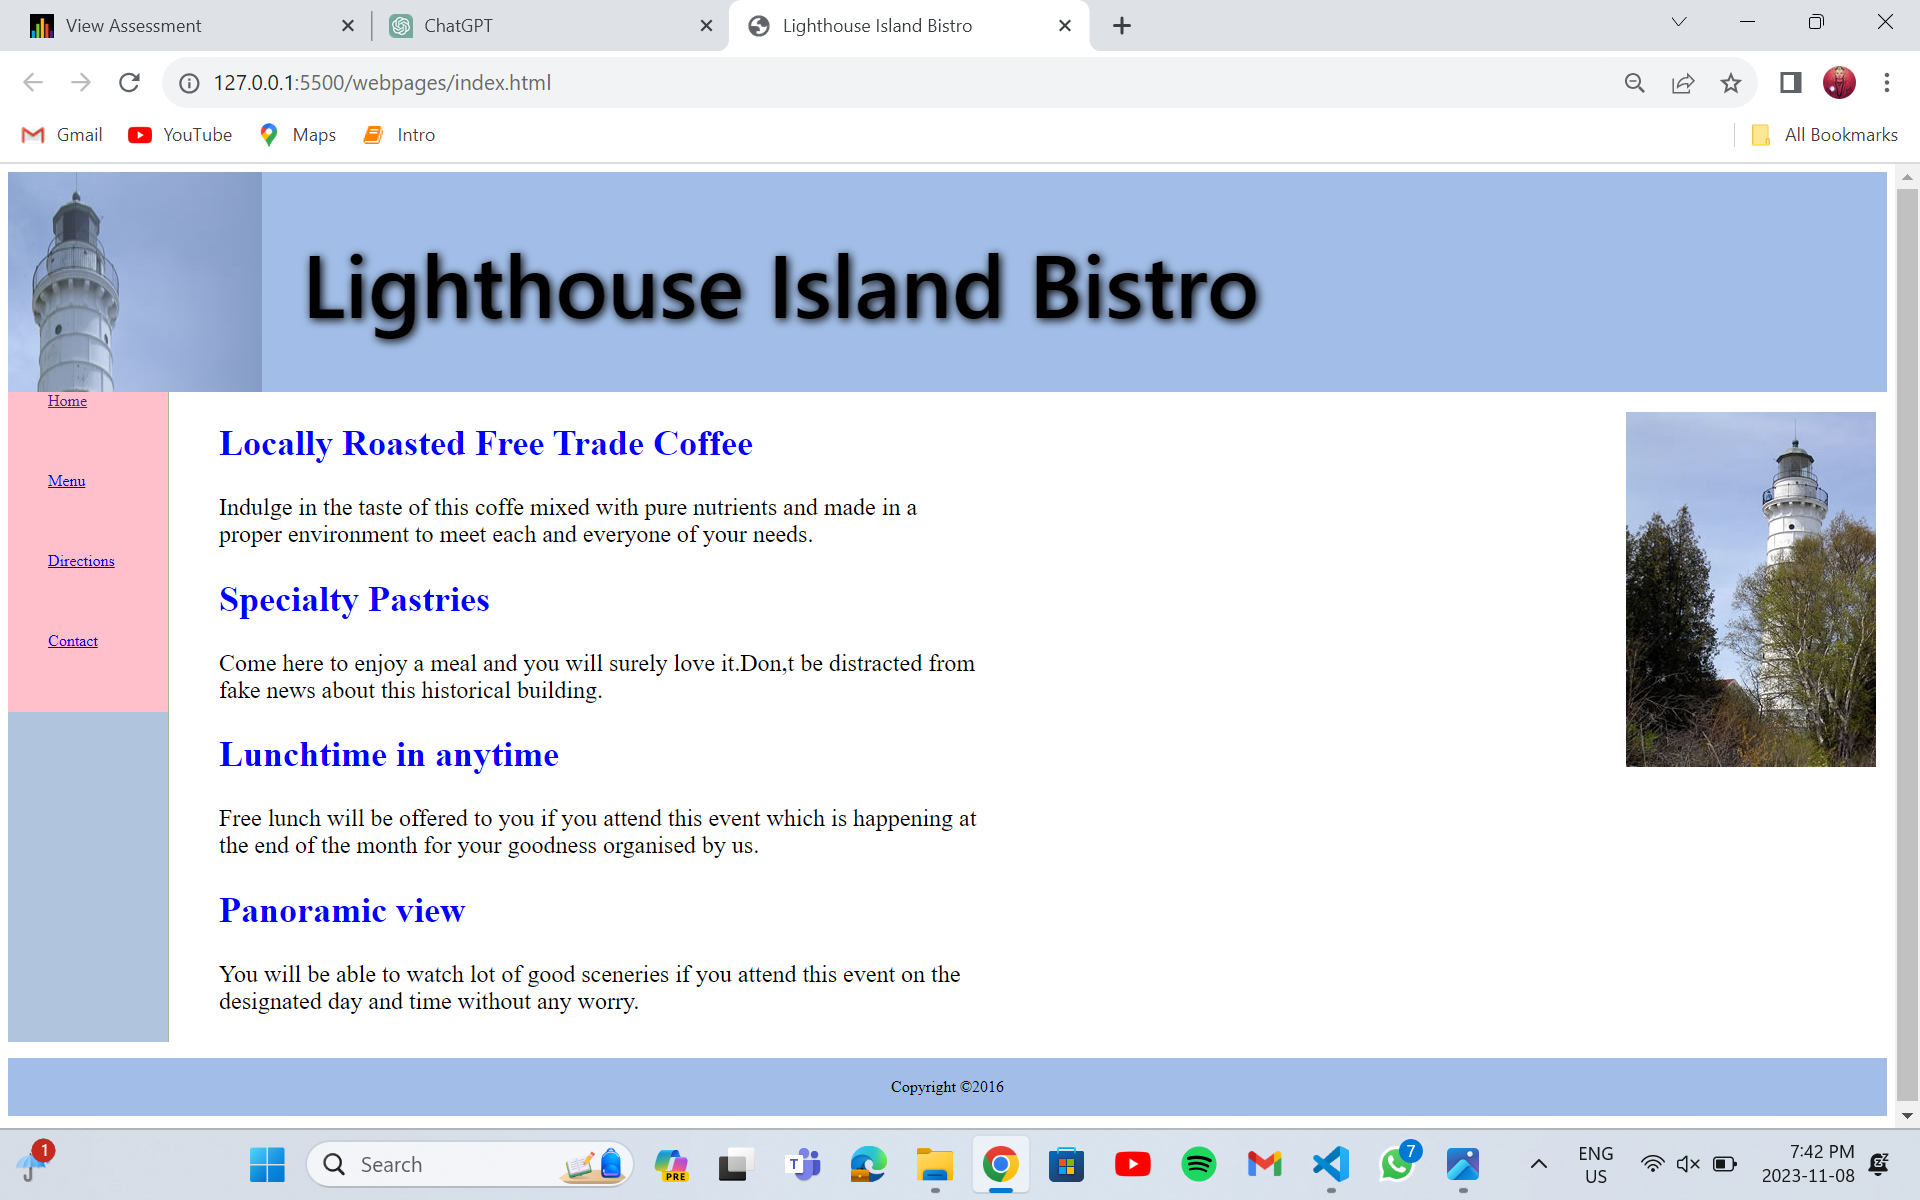 View Assessment
ChatGPT
Lighthouse Island Bistro
127.0.0.1:5500/webpages/index.html
Gmail
YouTube
Maps
Intro
All Bookmarks
Lighthouse Island Bistro
Home
Menu
Directions
Contact
Locally Roasted Free Trade Coffee
Indulge in the taste of this coffe mixed with pure nutrients and made in a
proper environment to meet each and everyone of your needs.
Specialty Pastries
Come here to enjoy a meal and you will surely love it.Don,t be distracted from
fake news about this historical building.
Lunchtime in anytime
Free lunch will be offered to you if you attend this event which is happening at
the end of the month for your goodness organised by us.
Panoramic view
You will be able to watch lot of good sceneries if you attend this event on the
designated day and time without any worry.
Copyright ©2016
1
Search
PRE
T
7
ENG
US
7:42 PM
2023-11-08